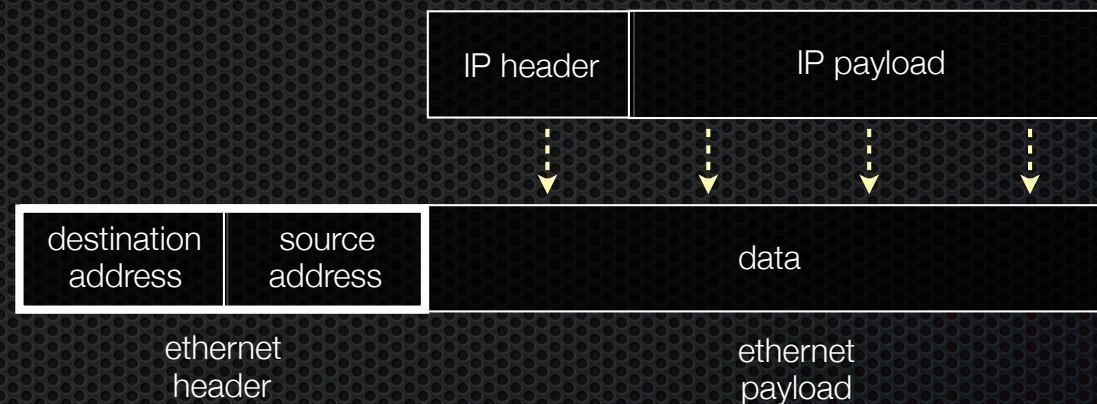 IP header
IP payload
destination
address
source
address
data
ethernet
header
ethernet
payload